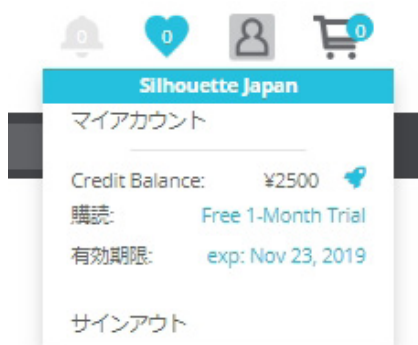 0 0 0
Silhouette Japan
マイアカウント
Credit Balance: ¥2500
購読: Free 1-Month Trial
有効期限: exp: Nov 23, 2019
サインアウト